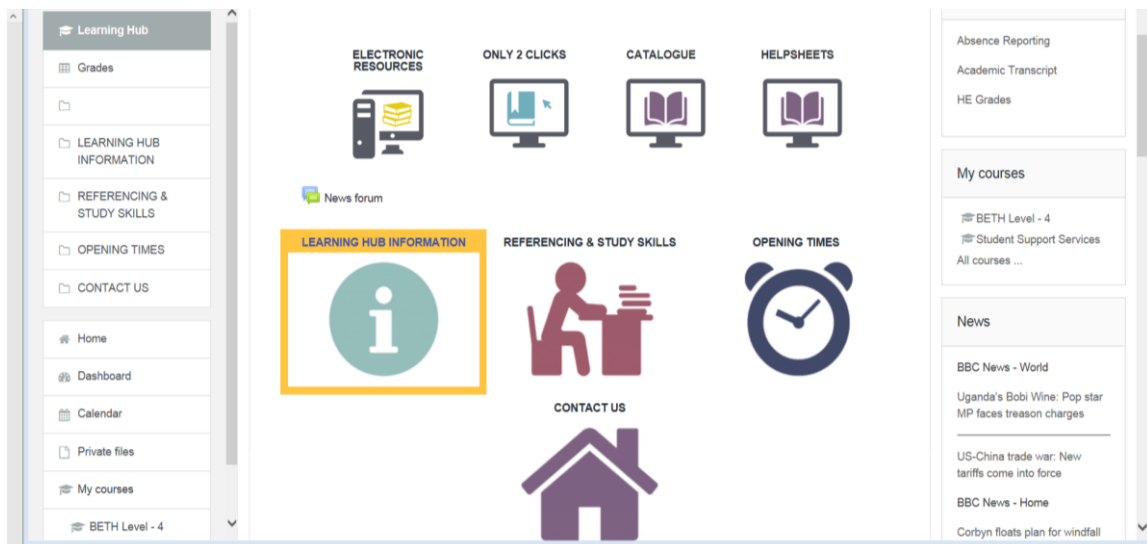 Learning Hub
Grades
LEARNING HUB
INFORMATION
REFERENCING &
STUDY SKILLS
OPENING TIMES
CONTACT US
Home
Dashboard
Calendar
Private files
My courses
BETH Level - 4
ELECTRONIC
RESOURCES
ONLY 2 CLICKS
CATALOGUE
HELPSHEETS
News forum
LEARNING HUB INFORMATION
REFERENCING & STUDY SKILLS
OPENING TIMES
CONTACT US
Absence Reporting
Academic Transcript
HE Grades
My courses
BETH Level - 4
Student Support Services
All courses ...
News
BBC News - World
Uganda's Bobi Wine: Pop star
MP faces treason charges
US-China trade war: New
tariffs come into force
BBC News - Home
Corbyn floats plan for windfall